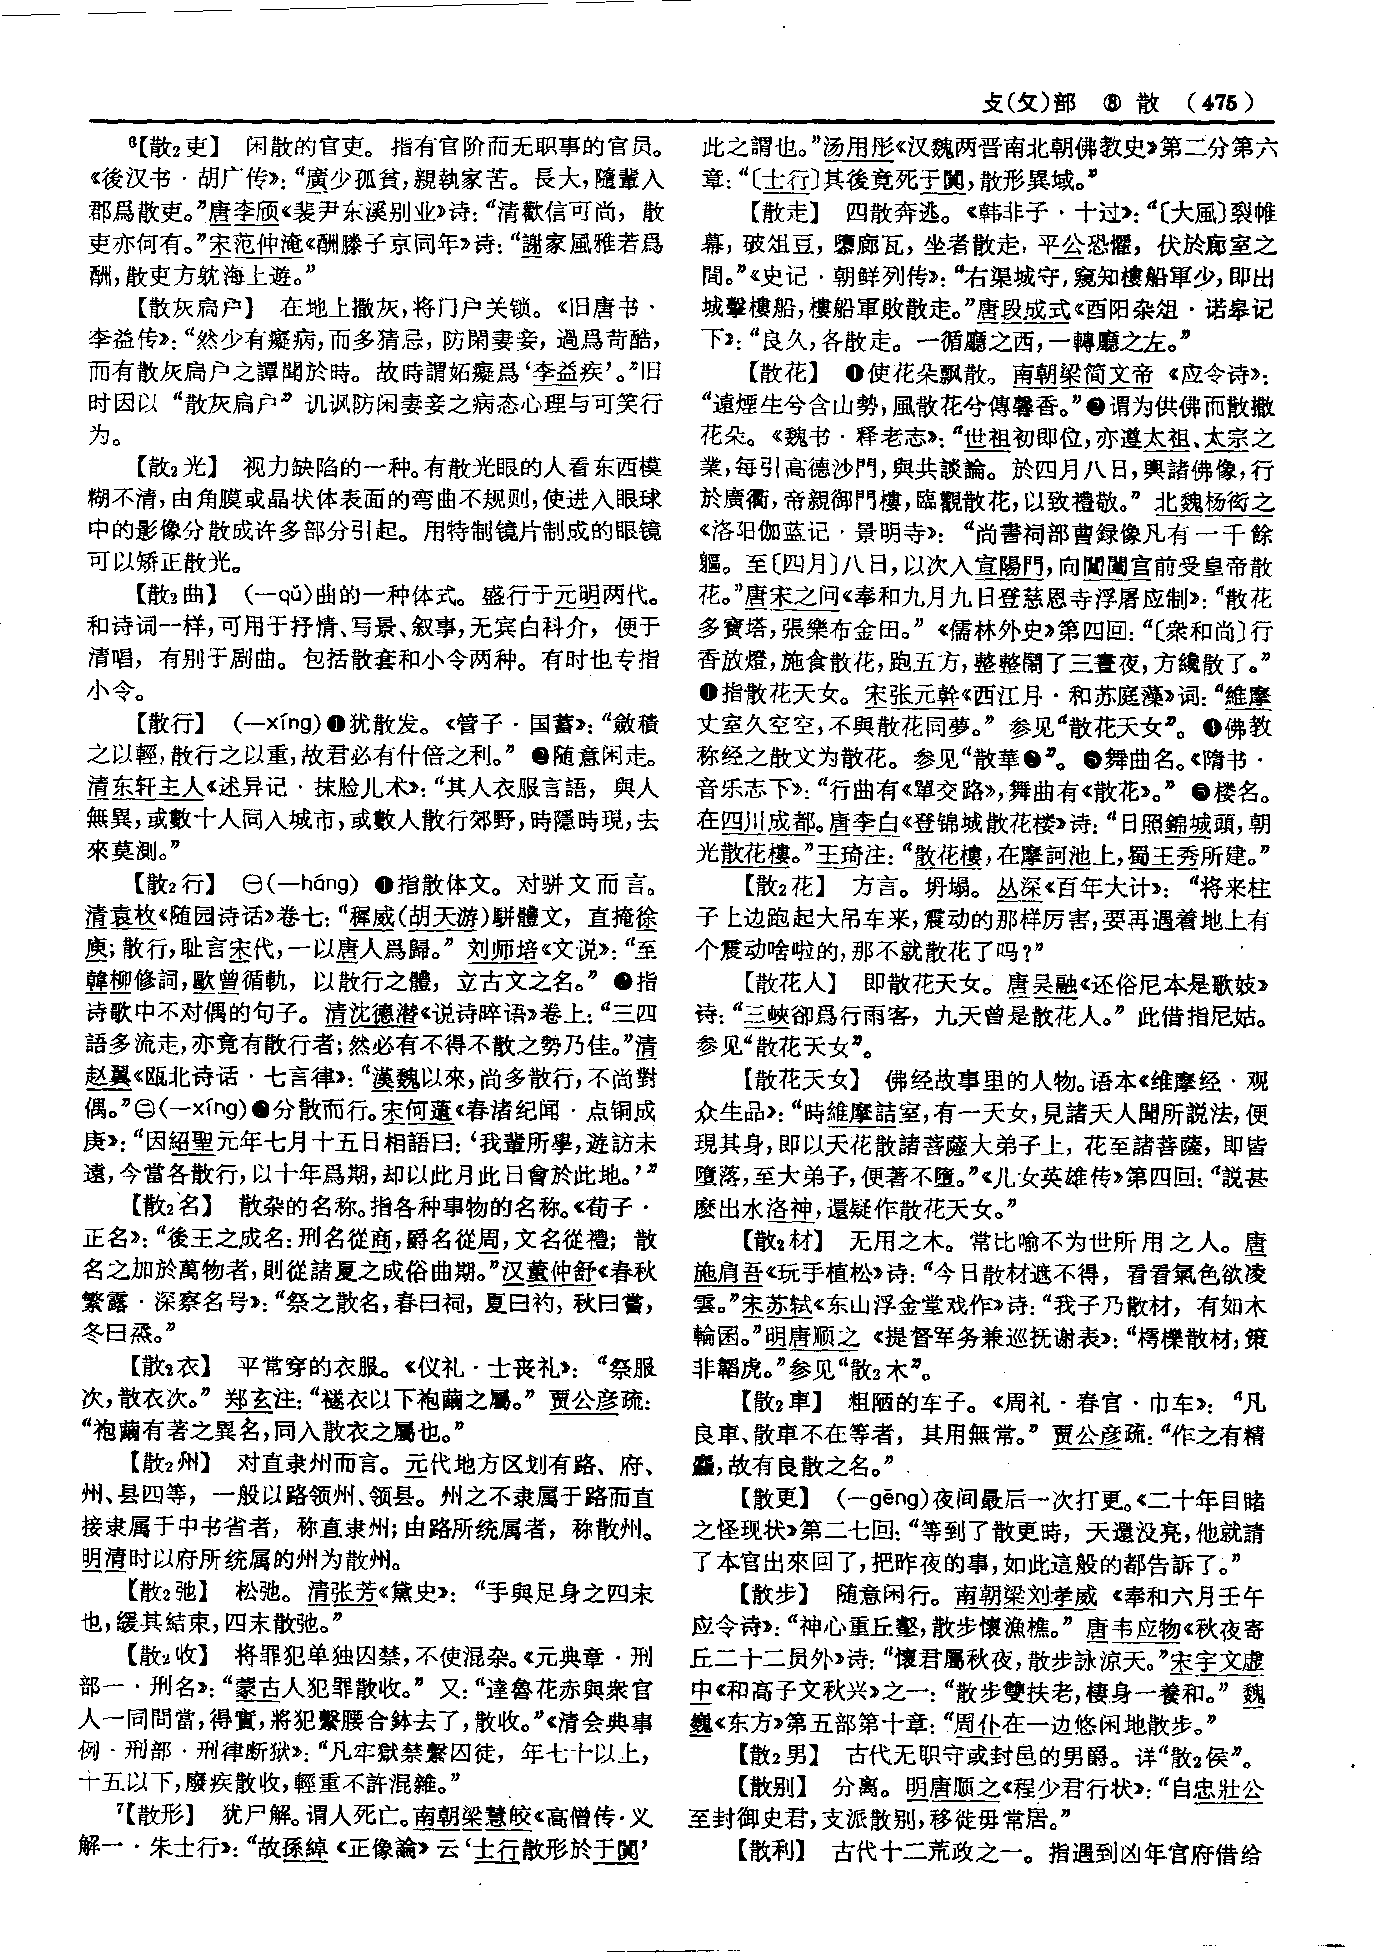 攴(攵)部 ⑧ 散 (475)
⁶【散₂吏】 闲散的官吏。指有官阶而无职事的官员。
《後汉书·胡广传》：“廣少孤貧，親執家苦。長大，隨輩入
郡爲散吏。”唐李颀《裴尹东溪别业》诗：“清歡信可尚，散
吏亦何有。”宋范仲淹《酬滕子京同年》诗：“謝家風雅若爲
酬，散吏方躭海上遊。”
【散灰扃户】 在地上撒灰，将门户关锁。《旧唐书·
李益传》：“然少有癡病，而多猜忌，防閑妻妾，過爲苛酷，
而有散灰扃户之譚聞於時。故時謂妬癡爲‘李益疾’。”旧
时因以“散灰扃户”讥讽防闲妻妾之病态心理与可笑行
为。
【散₂光】 视力缺陷的一种。有散光眼的人看东西模
糊不清，由角膜或晶状体表面的弯曲不规则，使进入眼球
中的影像分散成许多部分引起。用特制镜片制成的眼镜
可以矫正散光。
【散₂曲】 (一qǔ)曲的一种体式。盛行于元明两代。
和诗词一样，可用于抒情、写景、叙事，无宾白科介，便于
清唱，有别于剧曲。包括散套和小令两种。有时也专指
小令。
【散行】 (一xíng)❶犹散发。《管子·国蓄》：“斂積
之以輕，散行之以重，故君必有什倍之利。”❷随意闲走。
清东轩主人《述异记·抹脸儿术》：“其人衣服言語，與人
無異，或數十人同入城市，或數人散行郊野，時隱時現，去
來莫測。”
【散₂行】 ㊀(一háng) ❶指散体文。对骈文而言。
清袁枚《随园诗话》卷七：“穉威(胡天游)駢體文，直掩徐
庾；散行，耻言宋代，一以唐人爲歸。”刘师培《文说》：“至
韓柳修詞，歐曾循軌，以散行之體，立古文之名。”❷指
诗歌中不对偶的句子。清沈德潜《说诗晬语》卷上：“三四
語多流走，亦竟有散行者；然必有不得不散之勢乃佳。”清
赵翼《瓯北诗话·七言律》：“漢魏以來，尚多散行，不尚對
偶。”㊁(一xíng)●分散而行。宋何薳《春渚纪闻·点铜成
庚》：“因紹聖元年七月十五日相語曰：‘我輩所學，遊訪未
遠，今當各散行，以十年爲期，却以此月此日會於此地。’”
【散₂名】 散杂的名称。指各种事物的名称。《荀子·
正名》：“後王之成名：刑名從商，爵名從周，文名從禮；散
名之加於萬物者，則從諸夏之成俗曲期。”汉董仲舒《春秋
繁露·深察名号》：“祭之散名，春曰祠，夏曰礿，秋曰嘗，
冬曰烝。”
【散₂衣】 平常穿的衣服。《仪礼·士丧礼》：“祭服
次，散衣次。”郑玄注：“褖衣以下袍繭之屬。”贾公彦疏：
“袍繭有著之異名，同入散衣之屬也。”
【散₂州】 对直隶州而言。元代地方区划有路、府、
州、县四等，一般以路领州、领县。州之不隶属于路而直
接隶属于中书省者，称直隶州；由路所统属者，称散州。
明清时以府所统属的州为散州。
【散₂弛】 松弛。清张芳《黛史》：“手與足身之四末
也，缓其結束，四末散弛。”
【散₂收】 将罪犯单独囚禁，不使混杂。《元典章·刑
部一·刑名》：“蒙古人犯罪散收。”又：“達魯花赤與衆官
人一同問當，得實，將犯繫腰合鉢去了，散收。”《清会典事
例·刑部·刑律断狱》：“凡牢獄禁繫囚徒，年七十以上，
十五以下，廢疾散收，輕重不許混雜。”
⁷【散形】 犹尸解。谓人死亡。南朝梁慧皎《高僧传·义
解一·朱士行》：“故孫綽《正像論》云‘士行散形於于闐’
此之謂也。”汤用彤《汉魏两晋南北朝佛教史》第二分第六
章：“〔士行〕其後竟死于闐，散形異域。”
【散走】 四散奔逃。《韩非子·十过》：“〔大風〕裂帷
幕，破俎豆，隳廊瓦，坐者散走，平公恐懼，伏於廊室之
間。”《史记·朝鲜列传》：“右渠城守，窺知樓船軍少，即出
城擊樓船，樓船軍敗散走。”唐段成式《酉阳杂俎·诺皋记
下》：“良久，各散走。一循廳之西，一轉廳之左。”
【散花】 ❶使花朵飘散。南朝梁简文帝《应令诗》：
“遠煙生兮含山勢，風散花兮傳馨香。”❷谓为供佛而散撒
花朵。《魏书·释老志》：“世祖初即位，亦遵太祖、太宗之
業，每引高德沙門，與共談論。於四月八日，輿諸佛像，行
於廣衢，帝親御門樓，臨觀散花，以致禮敬。”北魏杨衒之
《洛阳伽蓝记·景明寺》：“尚書祠部曹録像凡有一千餘
軀。至〔四月〕八日，以次入宣陽門，向閶闔宫前受皇帝散
花。”唐宋之问《奉和九月九日登慈恩寺浮屠应制》：“散花
多寶塔，張樂布金田。”《儒林外史》第四回：“〔衆和尚〕行
香放燈，施食散花，跑五方，整整鬧了三晝夜，方纔散了。”
❸指散花天女。宋张元幹《西江月·和苏庭藻》词：“維摩
丈室久空空，不與散花同夢。”参见“散花天女”。❹佛教
称经之散文为散花。参见“散華❷”。❺舞曲名。《隋书·
音乐志下》：“行曲有《單交路》，舞曲有《散花》。”❻楼名。
在四川成都。唐李白《登锦城散花楼》诗：“日照錦城頭，朝
光散花樓。”王琦注：“散花樓，在摩訶池上，蜀王秀所建。”
【散₂花】 方言。坍塌。丛深《百年大计》：“将来柱
子上边跑起大吊车来，震动的那样厉害，要再遇着地上有
个震动啥啦的，那不就散花了吗？”
【散花人】 即散花天女。唐吴融《还俗尼本是歌妓》
诗：“三峽卻爲行雨客，九天曾是散花人。”此借指尼姑。
参见“散花天女”。
【散花天女】 佛经故事里的人物。语本《维摩经·观
众生品》：“時維摩詰室，有一天女，見諸天人聞所説法，便
現其身，即以天花散諸菩薩大弟子上，花至諸菩薩，即皆
墮落，至大弟子，便著不墮。”《儿女英雄传》第四回：“説甚
麽出水洛神，還疑作散花天女。”
【散₂材】 无用之木。常比喻不为世所用之人。唐
施肩吾《玩手植松》诗：“今日散材遮不得，看看氣色欲凌
雲。”宋苏轼《东山浮金堂戏作》诗：“我子乃散材，有如木
輪囷。”明唐顺之《提督军务兼巡抚谢表》：“樗櫟散材，策
非韜虎。”参见“散₂木”。
【散₂車】 粗陋的车子。《周礼·春官·巾车》：“凡
良車、散車不在等者，其用無常。”贾公彦疏：“作之有精
麤，故有良散之名。”
【散更】 (一gēng)夜间最后一次打更。《二十年目睹
之怪现状》第二七回：“等到了散更時，天還没亮，他就請
了本官出來回了，把昨夜的事，如此這般的都告訴了。”
【散步】 随意闲行。南朝梁刘孝威《奉和六月壬午
应令诗》：“神心重丘壑，散步懷漁樵。”唐韦应物《秋夜寄
丘二十二员外》诗：“懷君屬秋夜，散步詠涼天。”宋宇文虚
中《和高子文秋兴》之一：“散步雙扶老，棲身一養和。”魏
巍《东方》第五部第十章：“周仆在一边悠闲地散步。”
【散₂男】 古代无职守或封邑的男爵。详“散₂侯”。
【散别】 分离。明唐顺之《程少君行状》：“自忠壯公
至封御史君，支派散别，移徙毋常居。”
【散利】 古代十二荒政之一。指遇到凶年官府借给